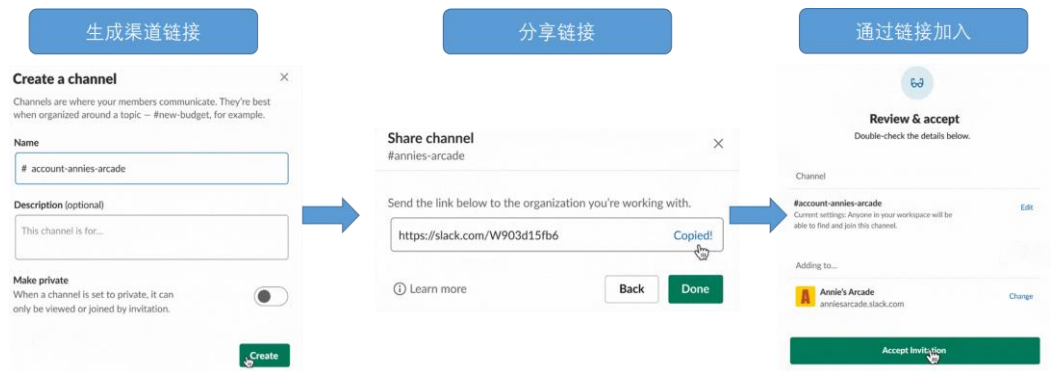 生成渠道链接
Create a channel
Channels are where your members communicate. They're best
when organized around a topic — #new-budget, for example.
Name
# account-annies-arcade
Description (optional)
This channel is for...
Make private
When a channel is set to private, it can
only be viewed or joined by invitation.
Create
分享链接
Share channel
#annies-arcade
Send the link below to the organization you're working with.
https://slack.com/W903d15fb6
Copied!
Learn more
Back
Done
通过链接加入
Review & accept
Double-check the details below.
Channel
#account-annies-arcade
Edit
Current settings: Anyone in your workspace will be
able to find and join this channel.
Adding to...
A
Annie's Arcade
anniesarcade.slack.com
Change
Accept Invitation